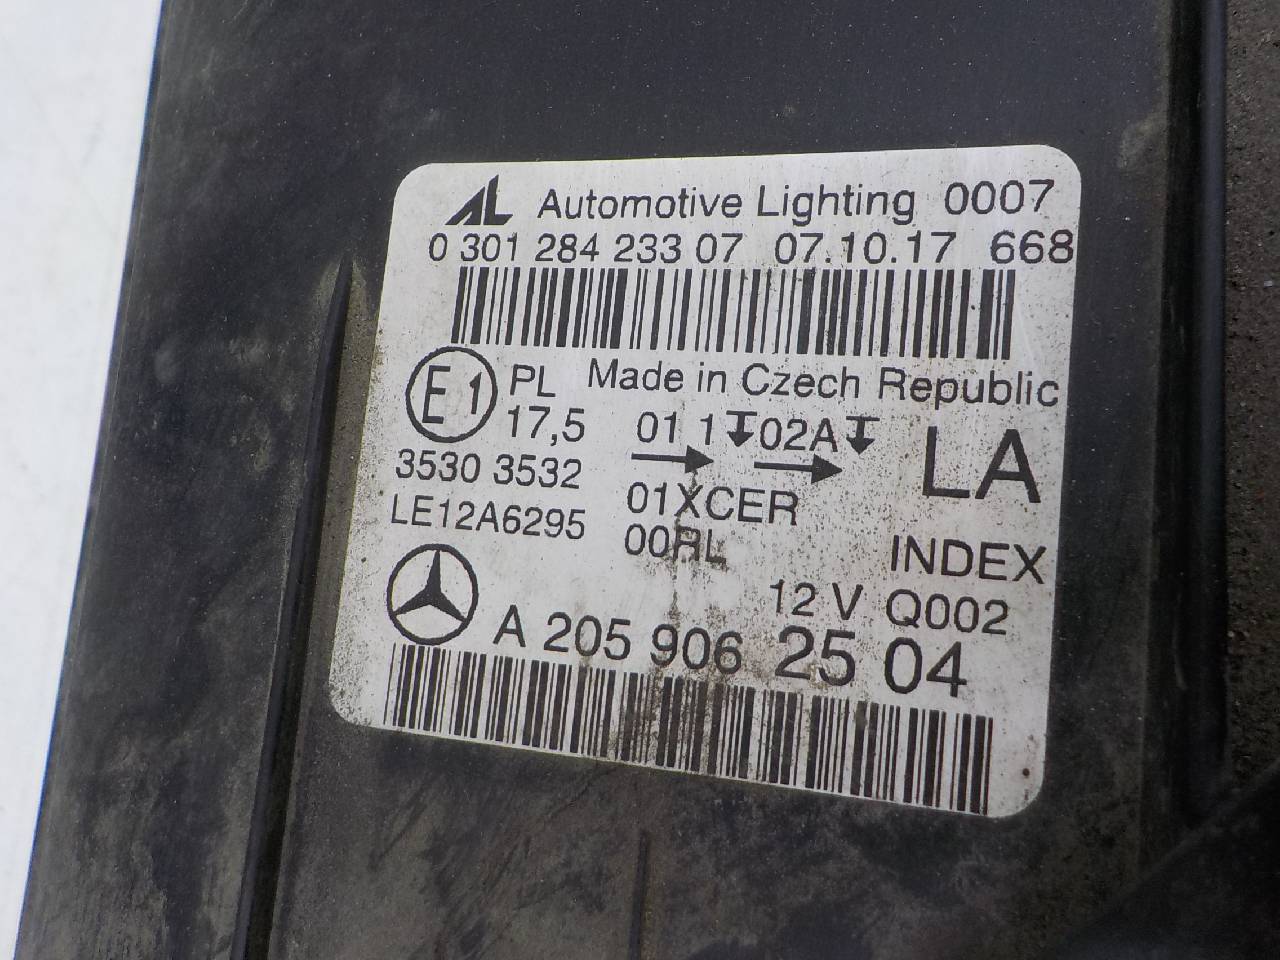 AL Automotive Lighting 0007
0 301 284 233 07 07.10.17 668
E1 PL Made in Czech Republic
17,5 01 1 02A LA
3530 3532
01XCER
LE12A6295
00RL INDEX
12 V Q002
A 205 906 25 04